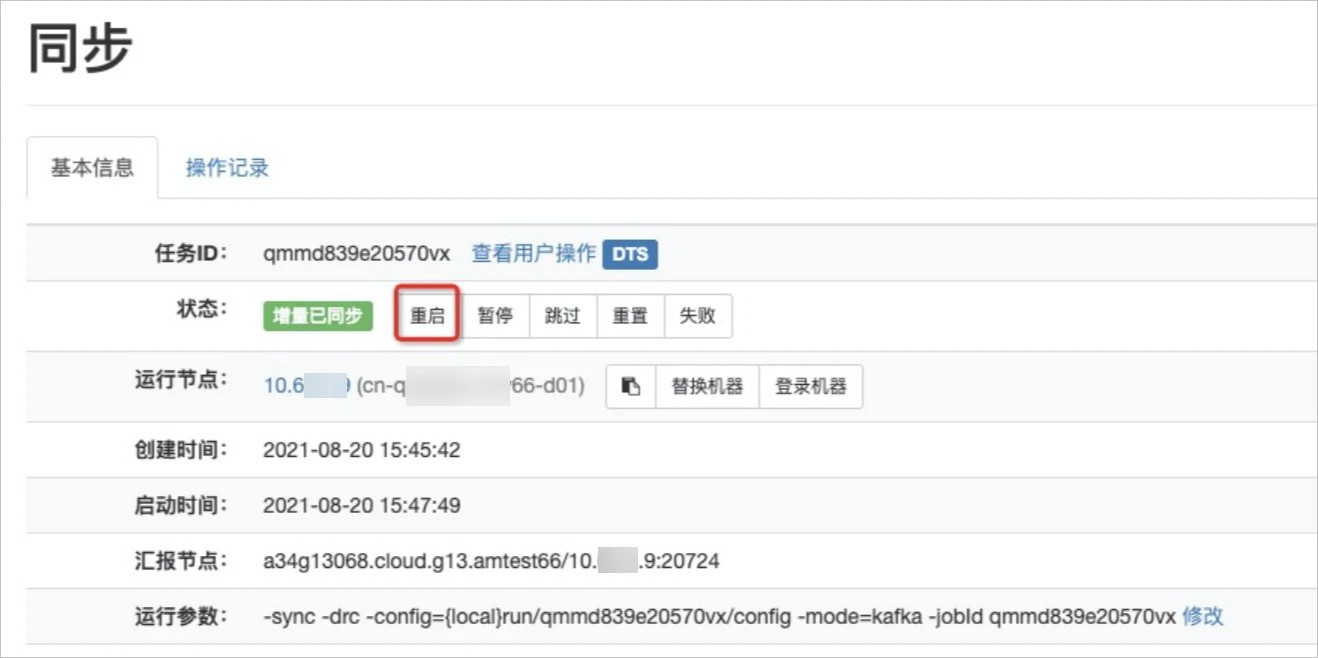 同步
基本信息 操作记录
任务ID： qmmd839e20570vx 查看用户操作 DTS
状态： 增量已同步 重启 暂停 跳过 重置 失败
运行节点： 10.6 9 (cn-q 66-d01) 替换机器 登录机器
创建时间： 2021-08-20 15:45:42
启动时间： 2021-08-20 15:47:49
汇报节点： a34g13068.cloud.g13.amtest66/10. .9:20724
运行参数： -sync -drc -config={local}run/qmmd839e20570vx/config -mode=kafka -jobId qmmd839e20570vx 修改